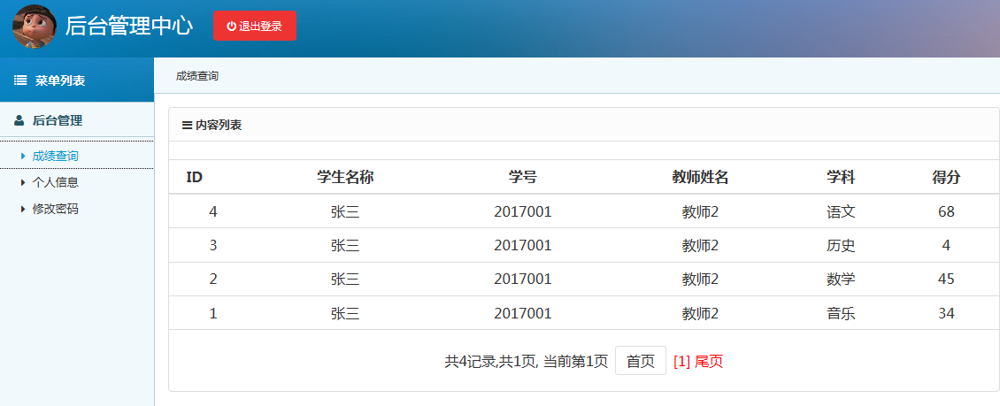 后台管理中心 退出登录
菜单列表
成绩查询
后台管理
成绩查询
个人信息
修改密码
内容列表
ID 学生名称 学号 教师姓名 学科 得分
4 张三 2017001 教师2 语文 68
3 张三 2017001 教师2 历史 4
2 张三 2017001 教师2 数学 45
1 张三 2017001 教师2 音乐 34
共4记录,共1页, 当前第1页 首页 [1] 尾页